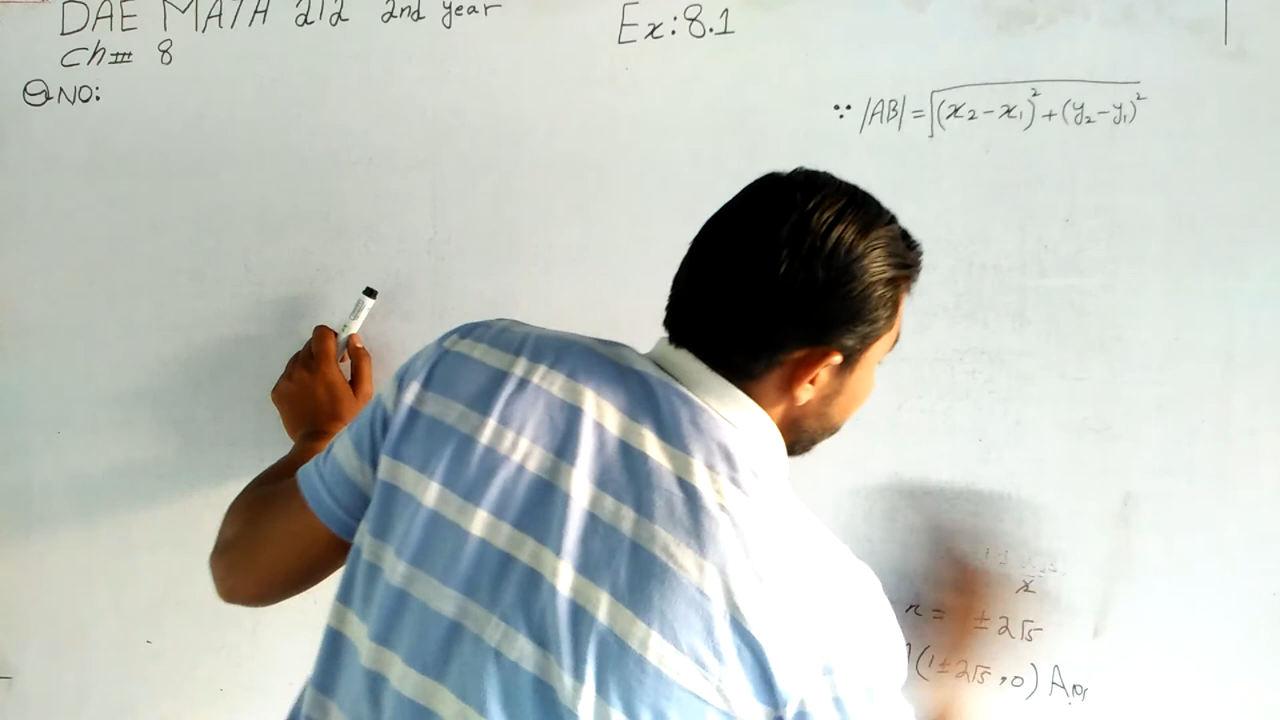 DAE MATH 212 2nd year
Ex: 8.1
Ch# 8
Q NO:
∵ |AB| = √(x₂ - x₁)² + (y₂ - y₁)²
x
= ± 2√5
(1 ± 2√5, 0) Ans